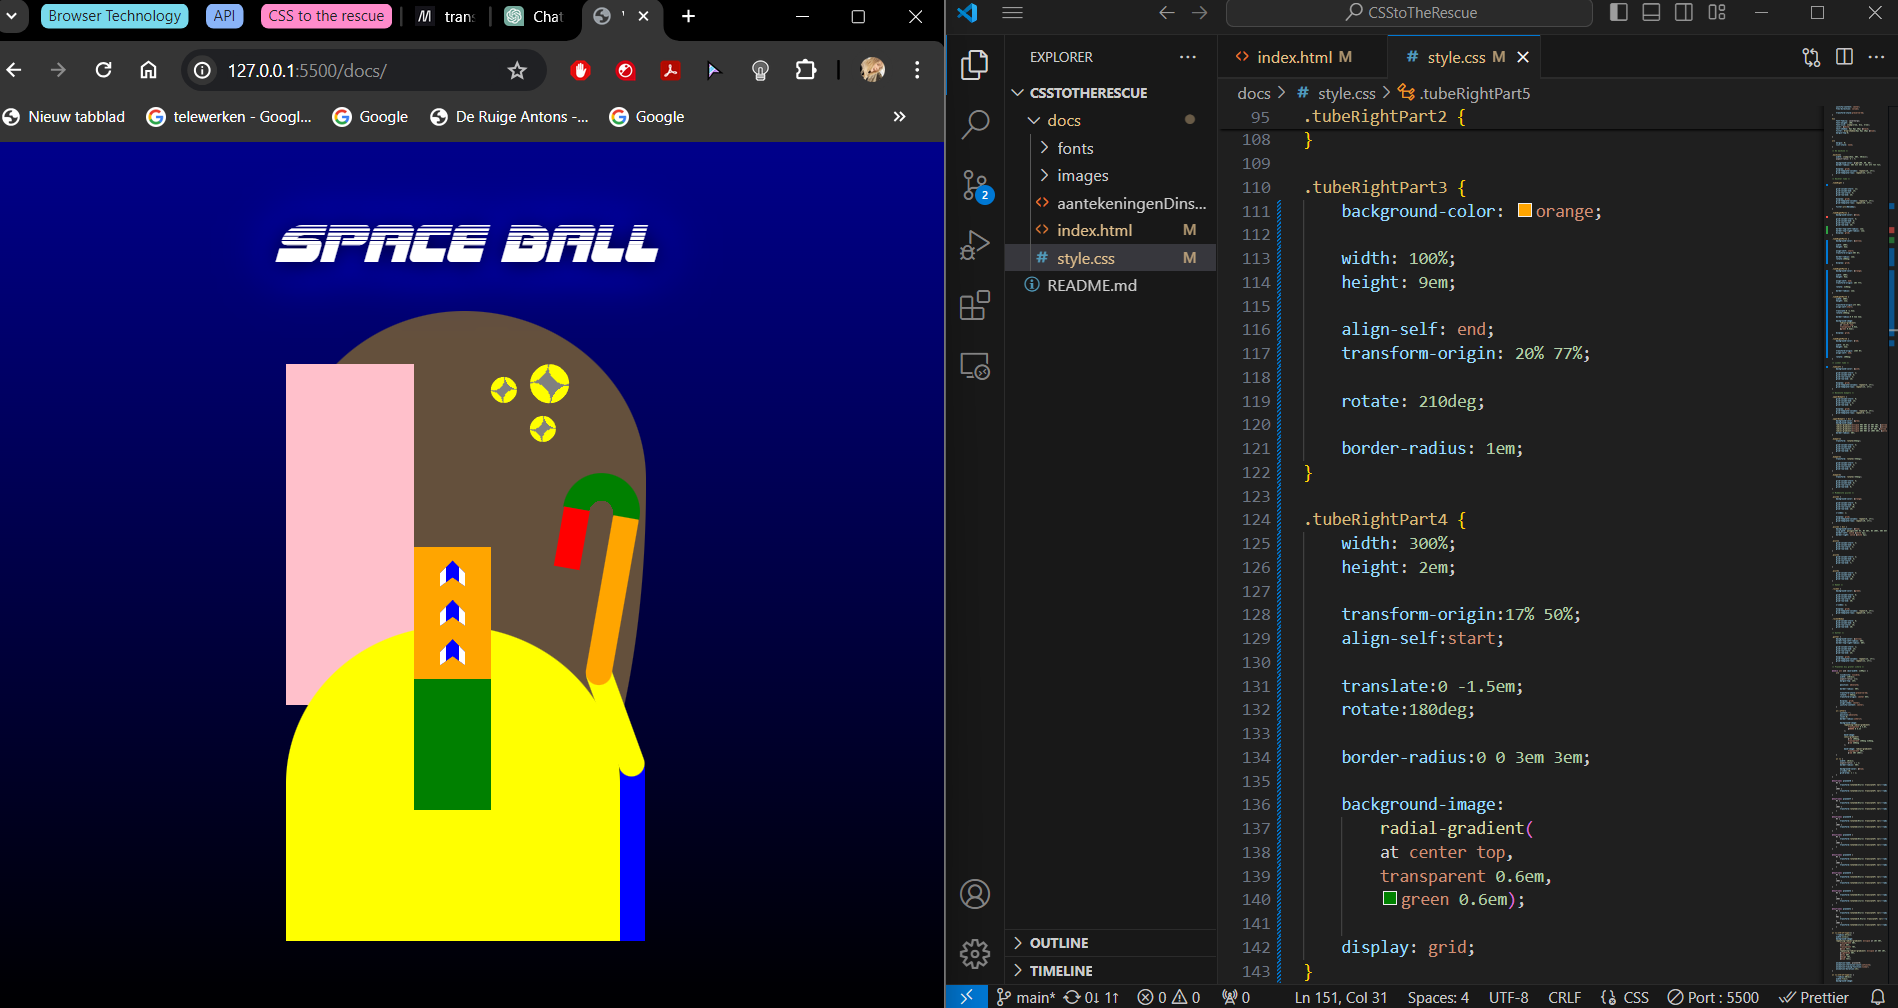 Browser Technology
API
CSS to the rescue
tran
Chat
127.0.0.1:5500/docs/
Nieuw tabblad
telewerken - Googl...
Google
De Ruige Antons -...
Google
SPACE BALL
CSStoTheRescue
EXPLORER
CSSTOTHERESCUE
docs
fonts
images
aantekeningenDins...
index.html M
style.css M
README.md
2
OUTLINE
TIMELINE
index.html M
# style.css M
docs > # style.css > .tubeRightPart5
95 .tubeRightPart2 {
108 }
109
110 .tubeRightPart3 {
111 background-color: orange;
112
113 width: 100%;
114 height: 9em;
115
116 align-self: end;
117 transform-origin: 20% 77%;
118
119 rotate: 210deg;
120
121 border-radius: 1em;
122 }
123
124 .tubeRightPart4 {
125 width: 300%;
126 height: 2em;
127
128 transform-origin:17% 50%;
129 align-self:start;
130
131 translate:0 -1.5em;
132 rotate:180deg;
133
134 border-radius:0 0 3em 3em;
135
136 background-image:
137 radial-gradient(
138 at center top,
139 transparent 0.6em,
140 green 0.6em);
141
142 display: grid;
143 }
main* 0↓ 1↑ 0 0 0 Ln 151, Col 31 Spaces: 4 UTF-8 CRLF {} CSS Port : 5500 Prettier